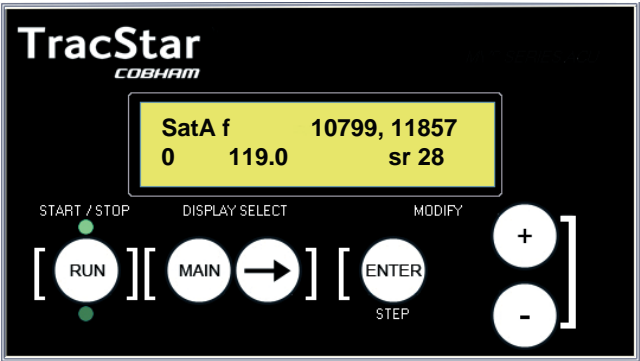 TracStar
COBHAM
SatA f 10799, 11857
0 119.0 sr 28
START / STOP DISPLAY SELECT MODIFY
[ RUN ] [ MAIN → ] [ ENTER + ]
STEP -